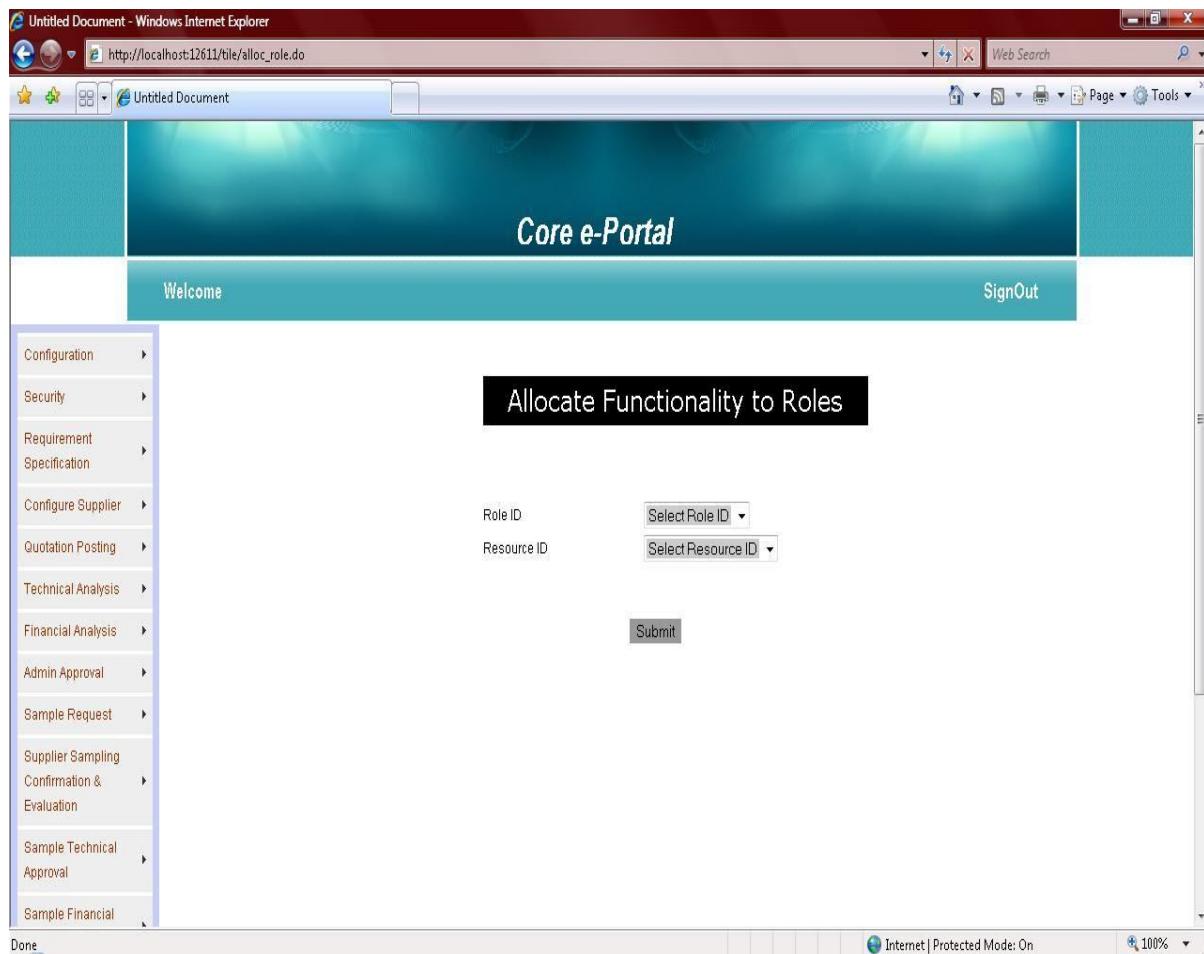 Untitled Document - Windows Internet Explorer
http://localhost:12611/tile/alloc_role.do
Web Search
Untitled Document
Page
Tools
Core e-Portal
Welcome
SignOut
Configuration
Security
Requirement
Specification
Configure Supplier
Quotation Posting
Technical Analysis
Financial Analysis
Admin Approval
Sample Request
Supplier Sampling
Confirmation &
Evaluation
Sample Technical
Approval
Sample Financial
Allocate Functionality to Roles
Role ID
Select Role ID
Resource ID
Select Resource ID
Submit
Done
Internet | Protected Mode: On
100%